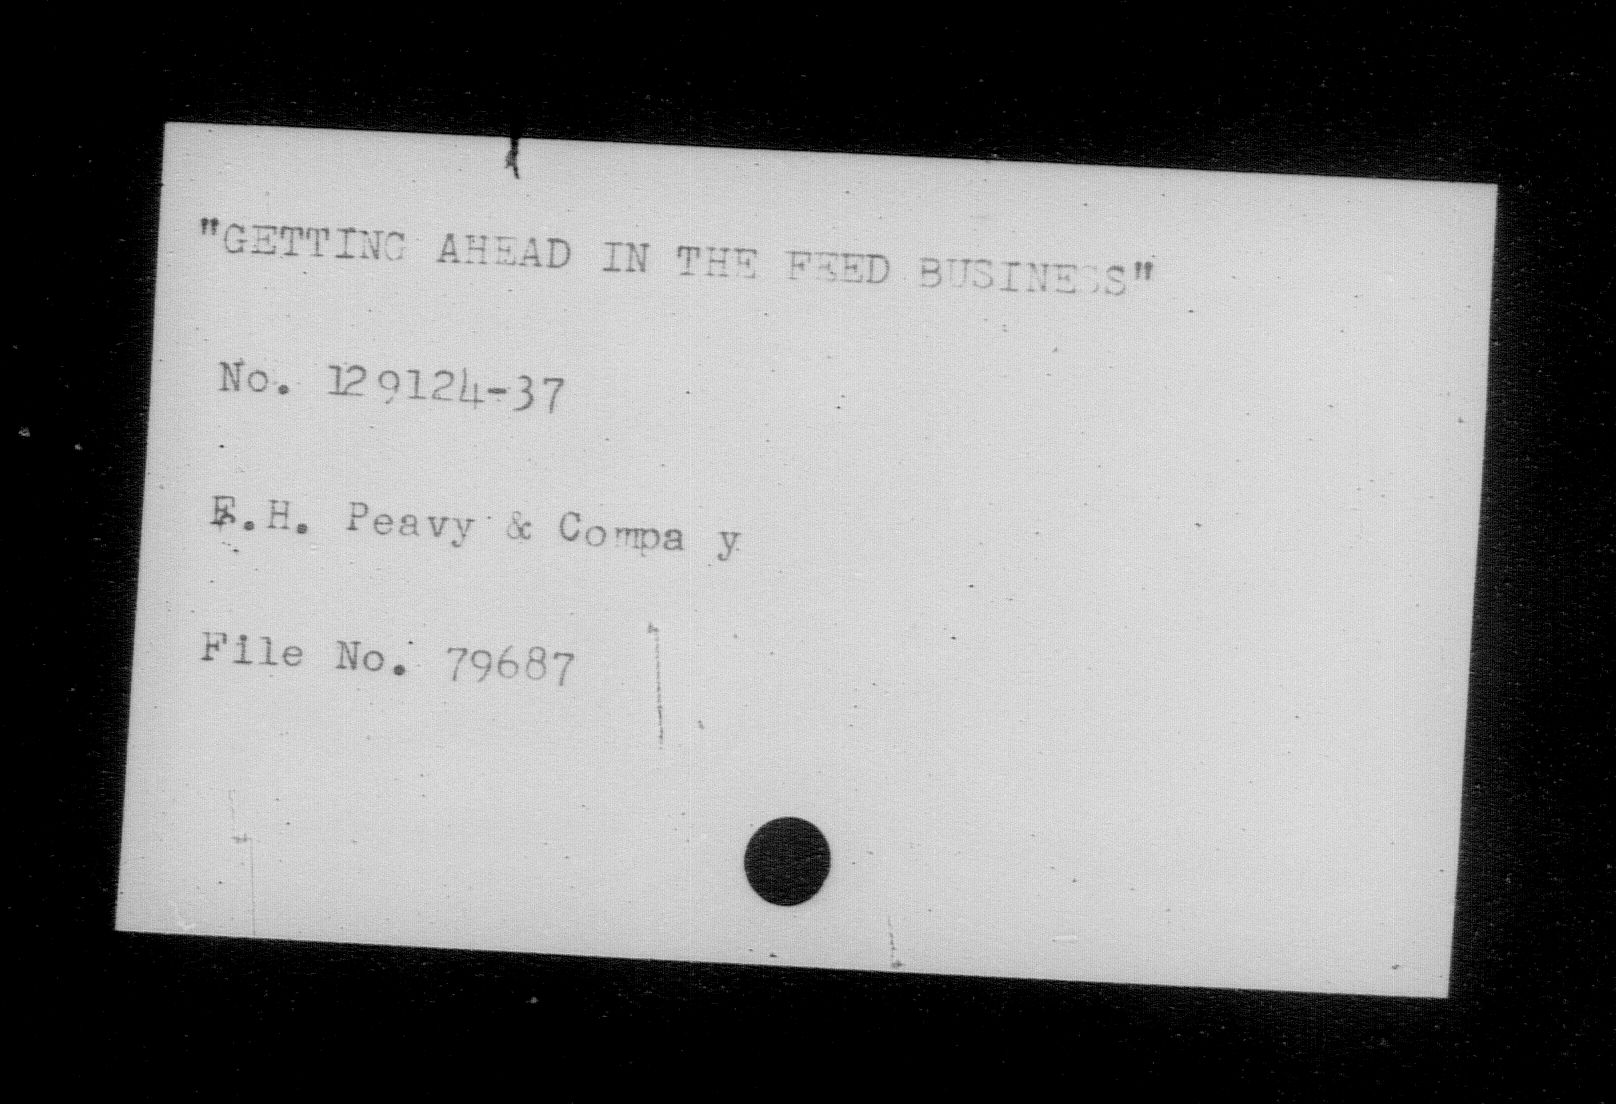 "GETTING AHEAD IN THE FEED BUSINESS"
No. 129124-37
F.H. Peavy & Compa y
File No. 79687